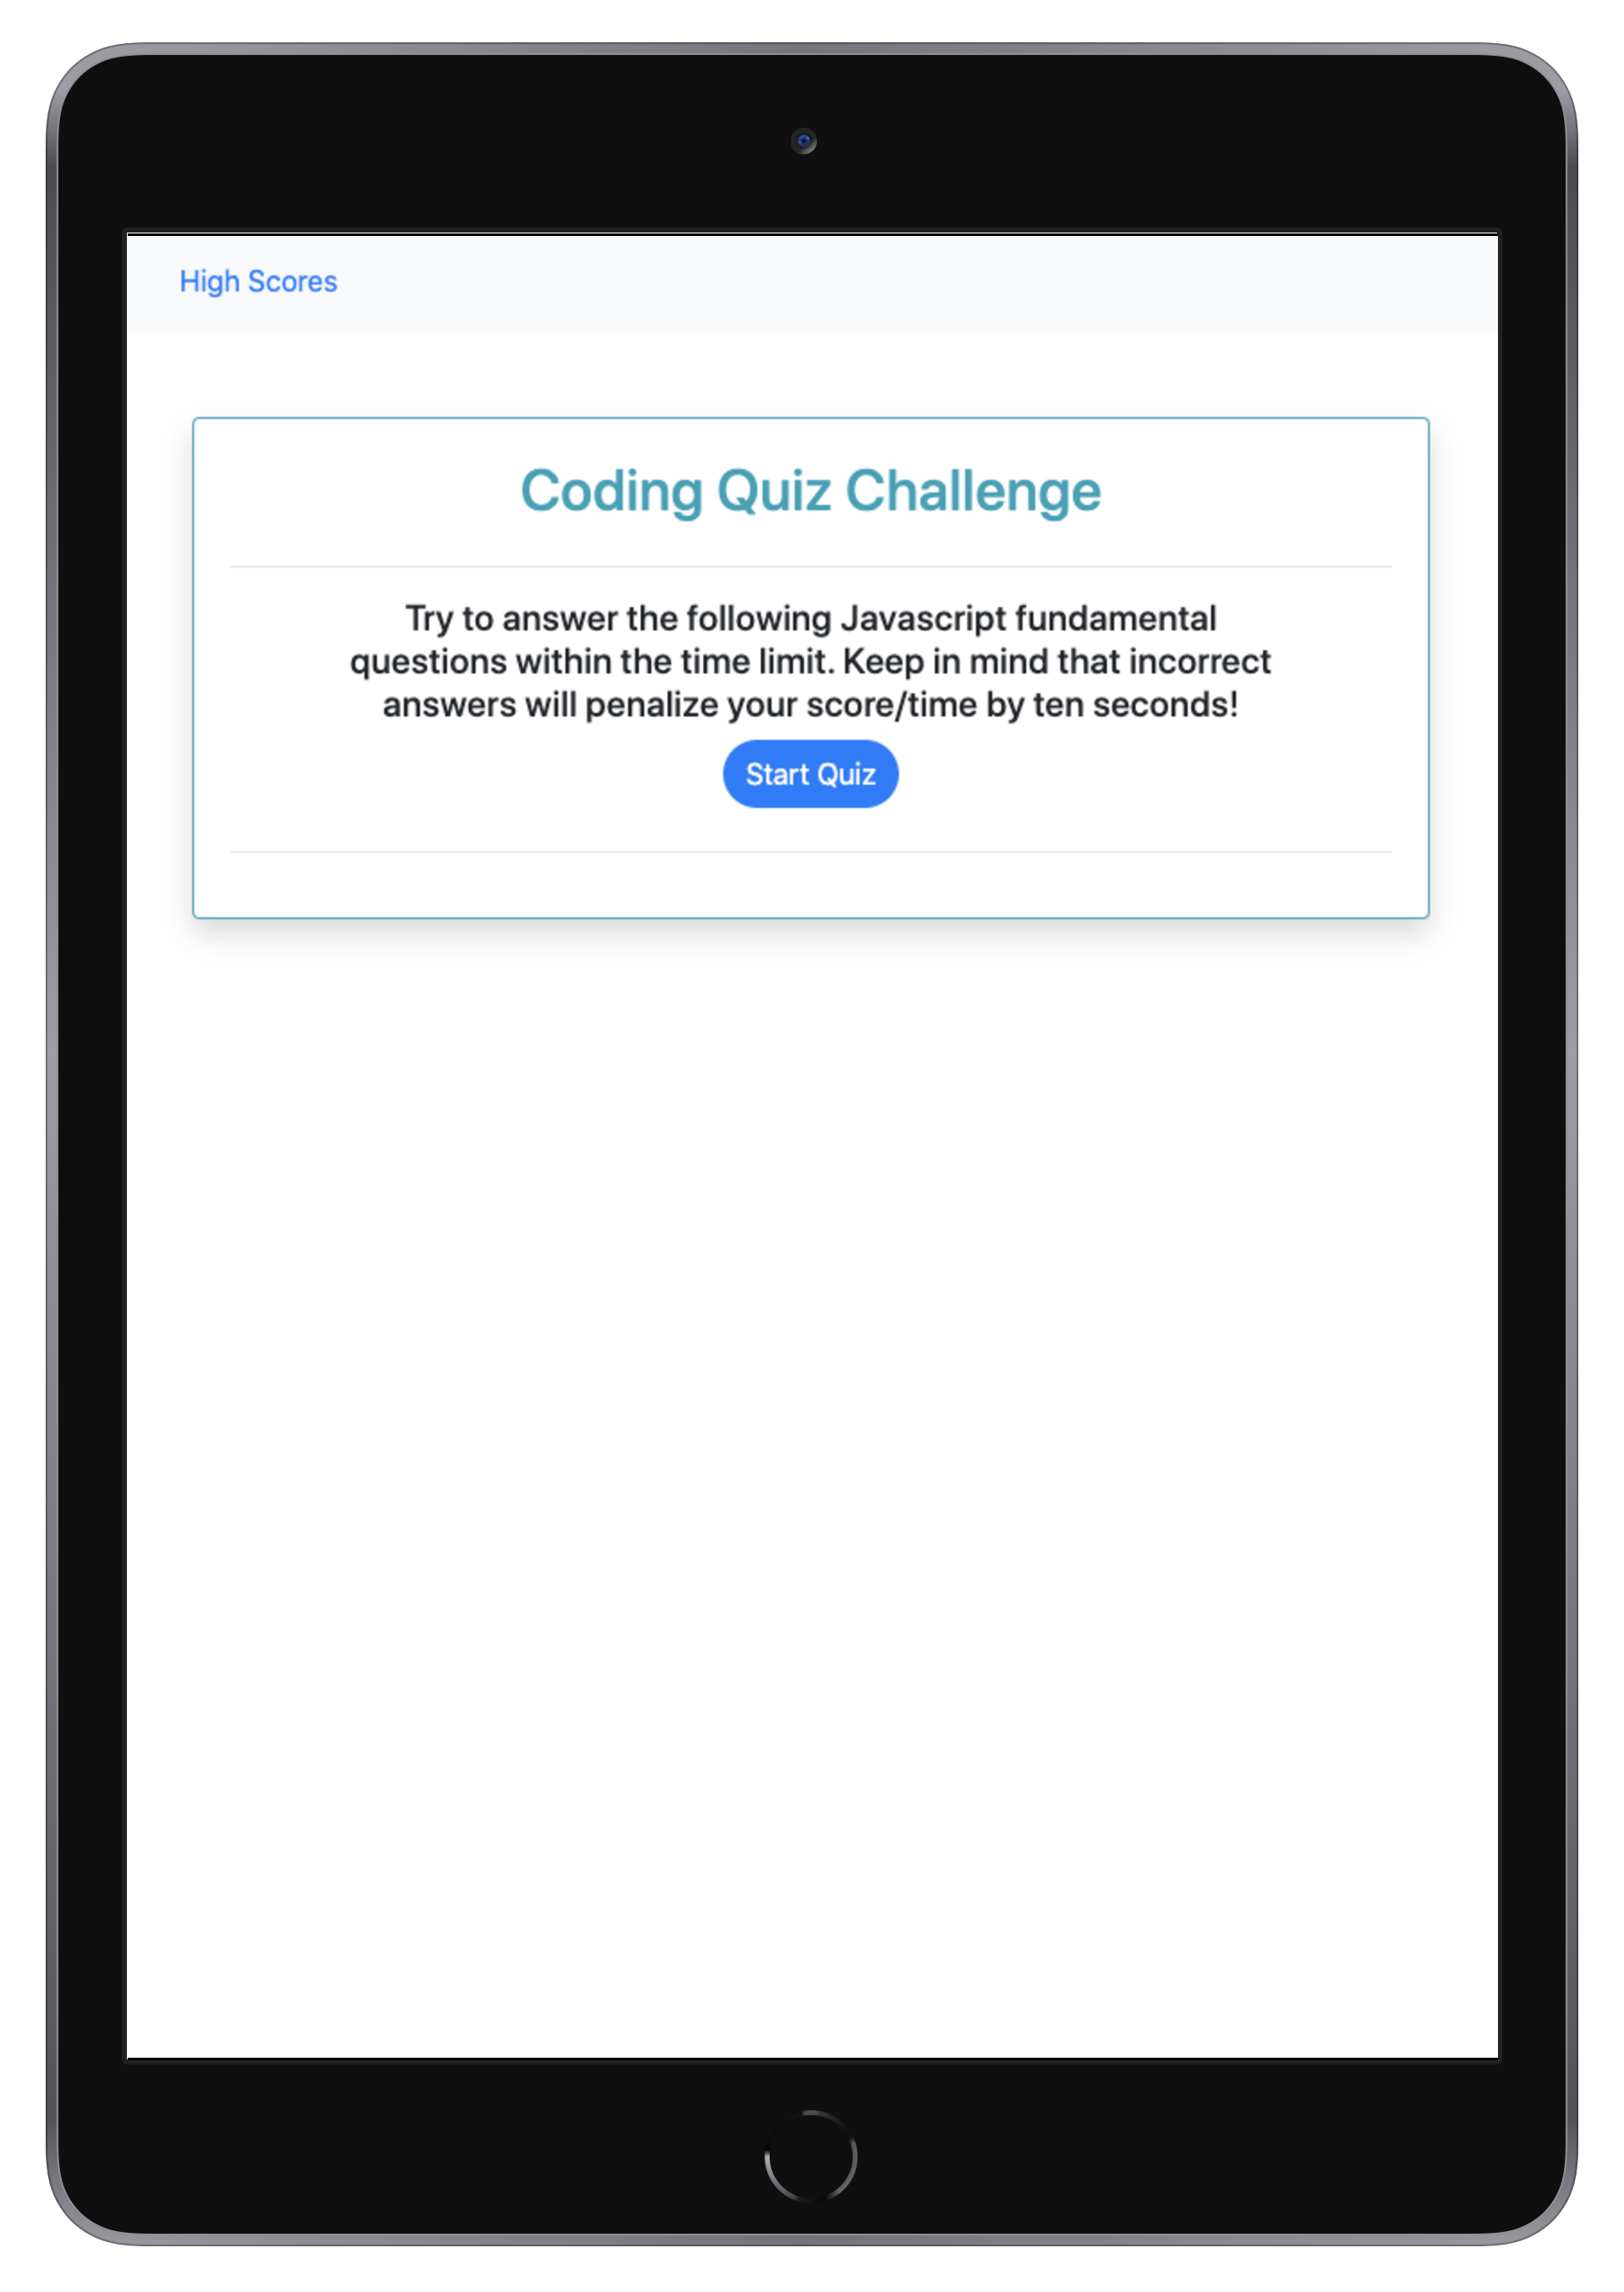 High Scores
Coding Quiz Challenge
Try to answer the following Javascript fundamental
questions within the time limit. Keep in mind that incorrect
answers will penalize your score/time by ten seconds!
Start Quiz